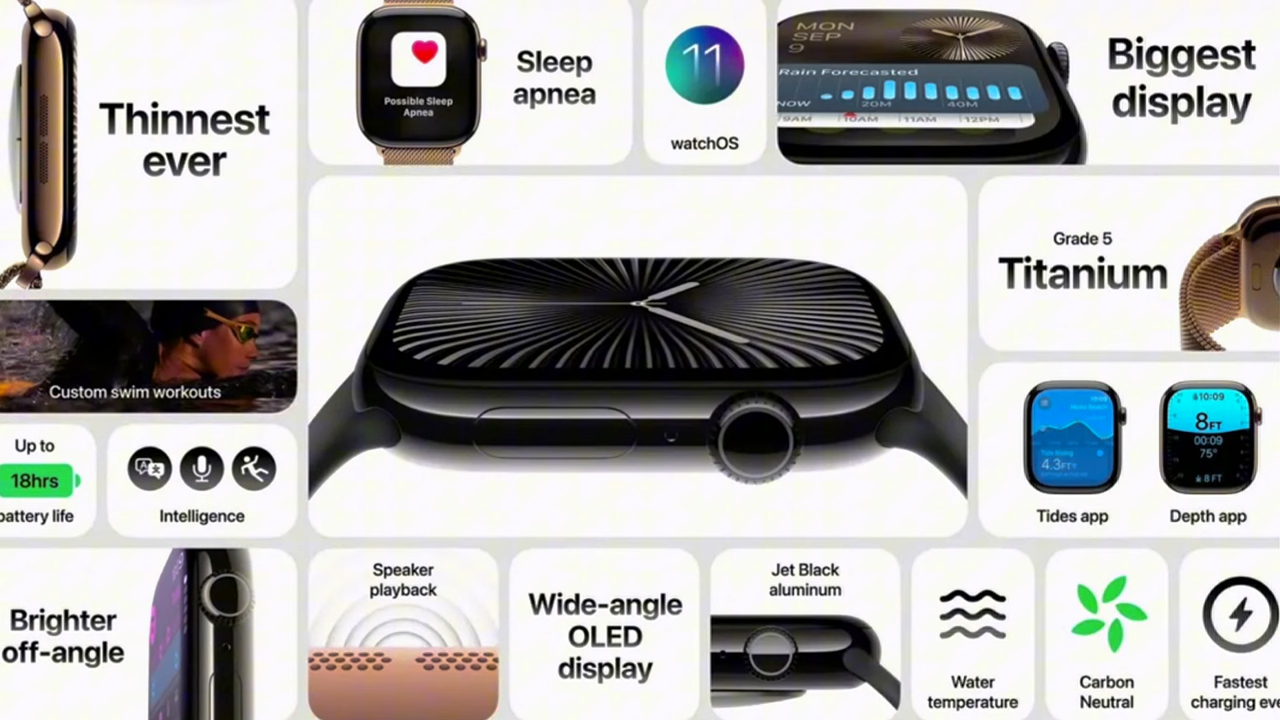 Thinnest
ever
Possible Sleep
Apnea
Sleep
apnea
11
watchOS
MON
SEP
9
Rain Forecasted
NOW
20M
40M
9AM
10AM
11AM
12PM
Biggest
display
Grade 5
Titanium
Custom swim workouts
Up to
18hrs
battery life
A
Intelligence
4.3FT↑
Tides app
10:09
8FT
00:09
75°
8 FT
Depth app
Brighter
off-angle
Speaker
playback
Wide-angle
OLED
display
Jet Black
aluminum
Water
temperature
Carbon
Neutral
Fastest
charging eve